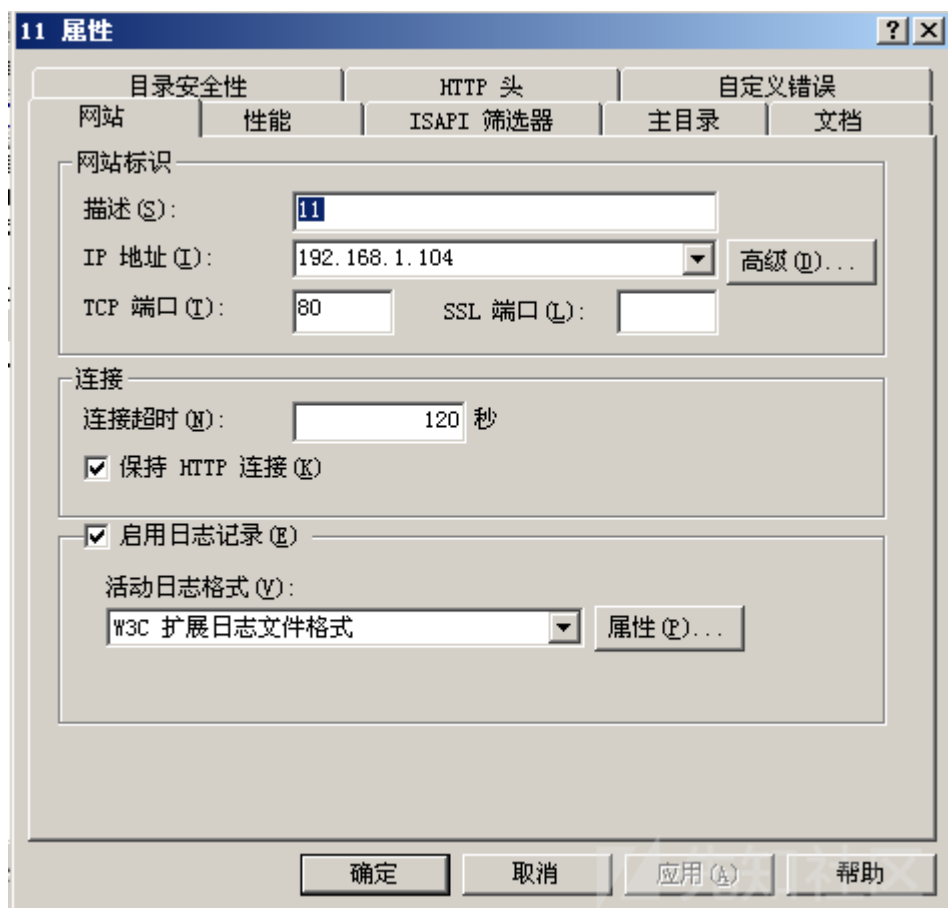 11 属性
目录安全性 HTTP 头 自定义错误
网站 性能 ISAPI 筛选器 主目录 文档
网站标识
描述(S): 11
IP 地址(I): 192.168.1.104 高级(D)...
TCP 端口(T): 80 SSL 端口(L):
连接
连接超时(N): 120 秒
保持 HTTP 连接(K)
启用日志记录(E)
活动日志格式(V):
W3C 扩展日志文件格式 属性(P)...
确定 取消 应用(A) 帮助
先知社区